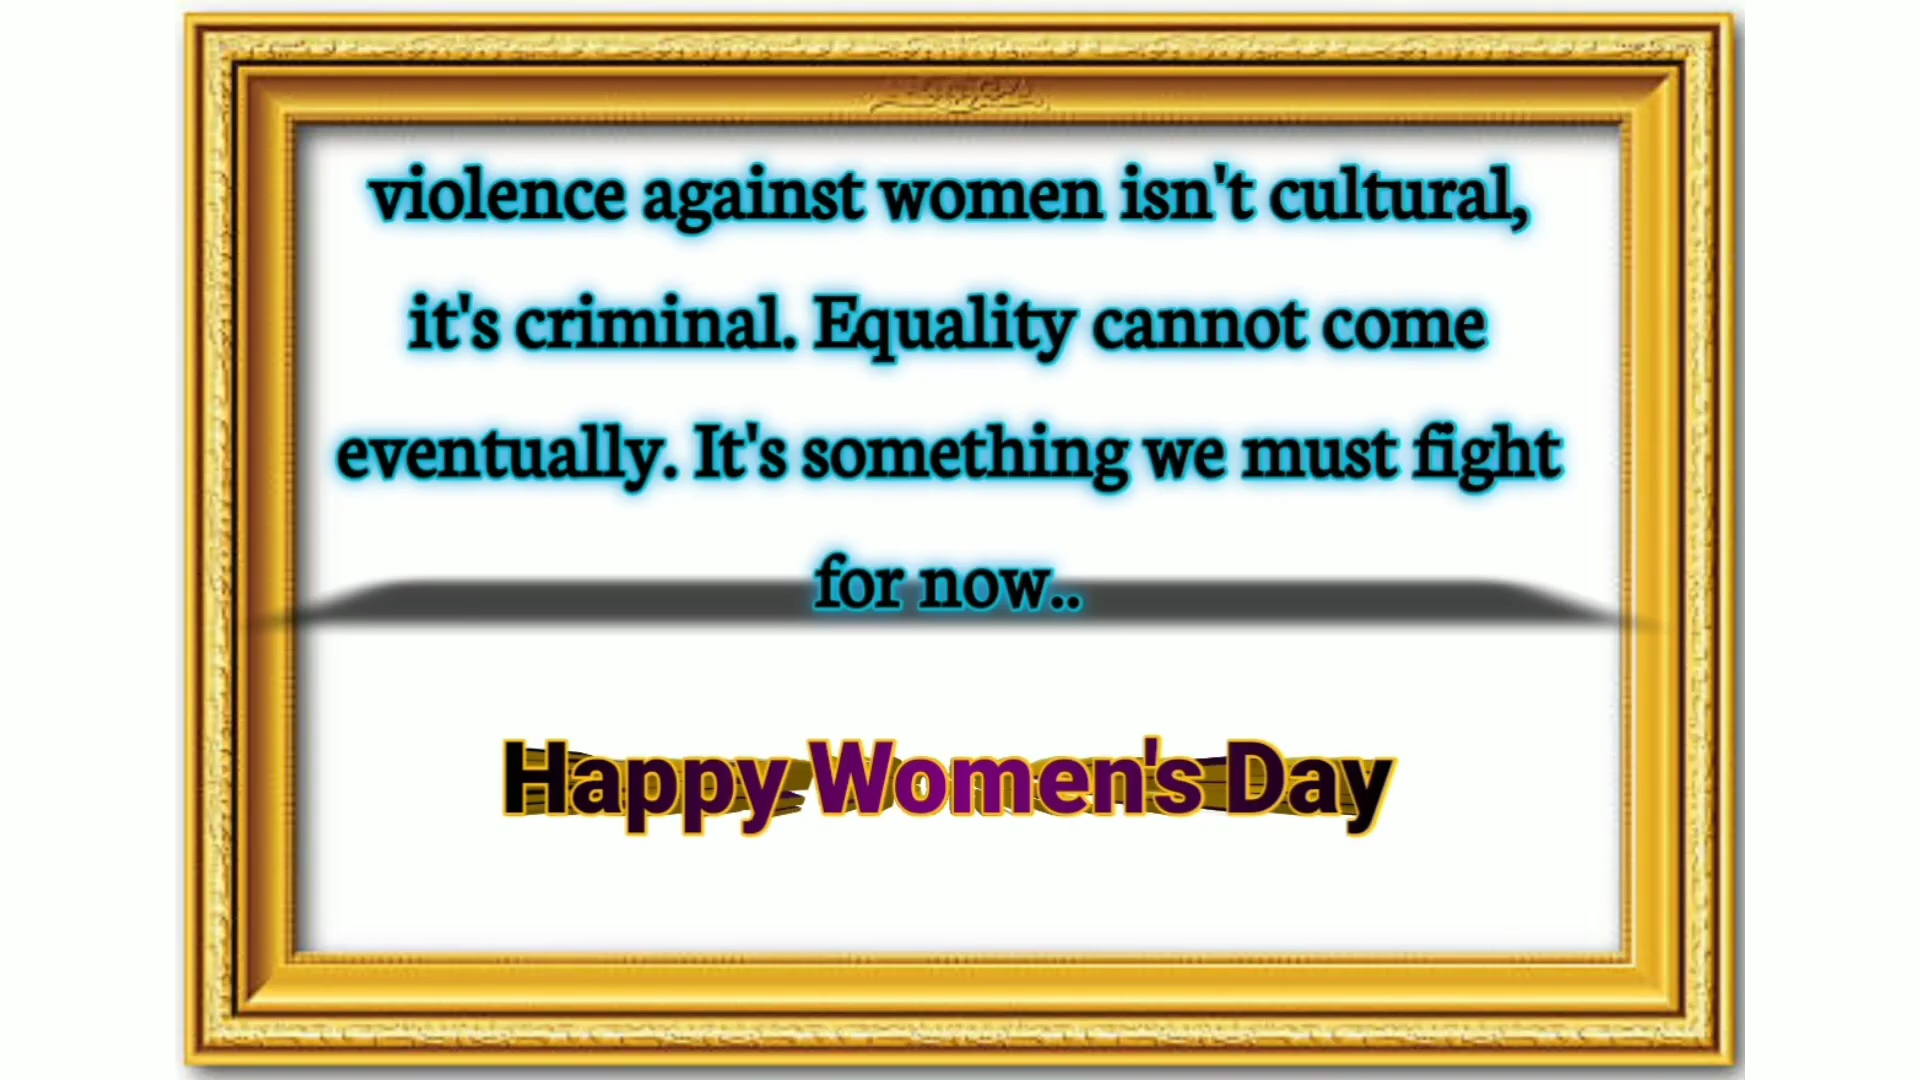 violence against women isn't cultural,
it's criminal. Equality cannot come
eventually. It's something we must fight
for now..
Happy Women's Day